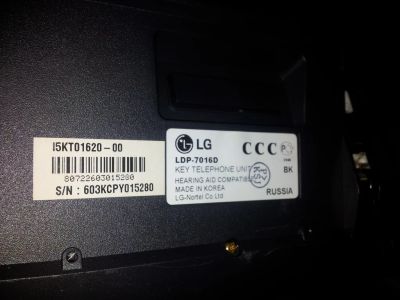 I5KT01620-00
80722603015280
S/N : 603KCPY015280
LG
CCC
LDP-7016D
KEY TELEPHONE UNIT
BK
HEARING AID COMPATIBLE
MADE IN KOREA
LG-Nortel Co.Ltd
RUSSIA